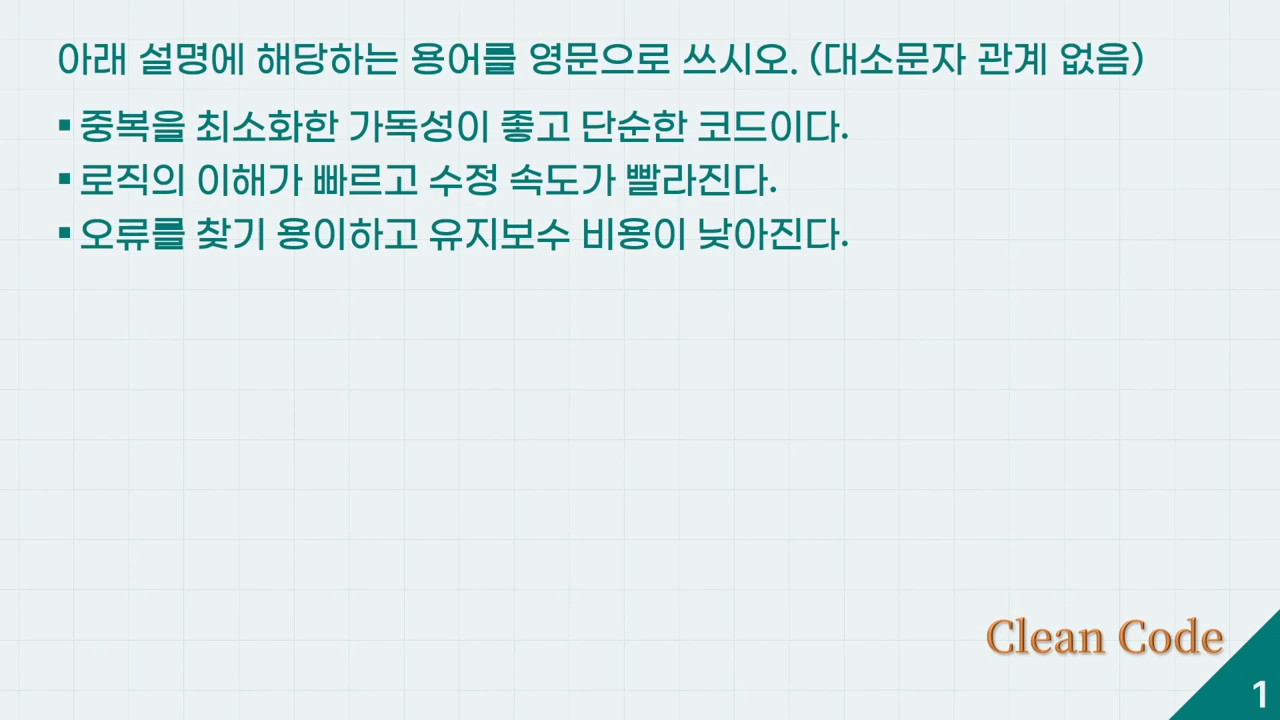 아래 설명에 해당하는 용어를 영문으로 쓰시오. (대소문자 관계 없음)
▪ 중복을 최소화한 가독성이 좋고 단순한 코드이다.
▪ 로직의 이해가 빠르고 수정 속도가 빨라진다.
▪ 오류를 찾기 용이하고 유지보수 비용이 낮아진다.
Clean Code
1